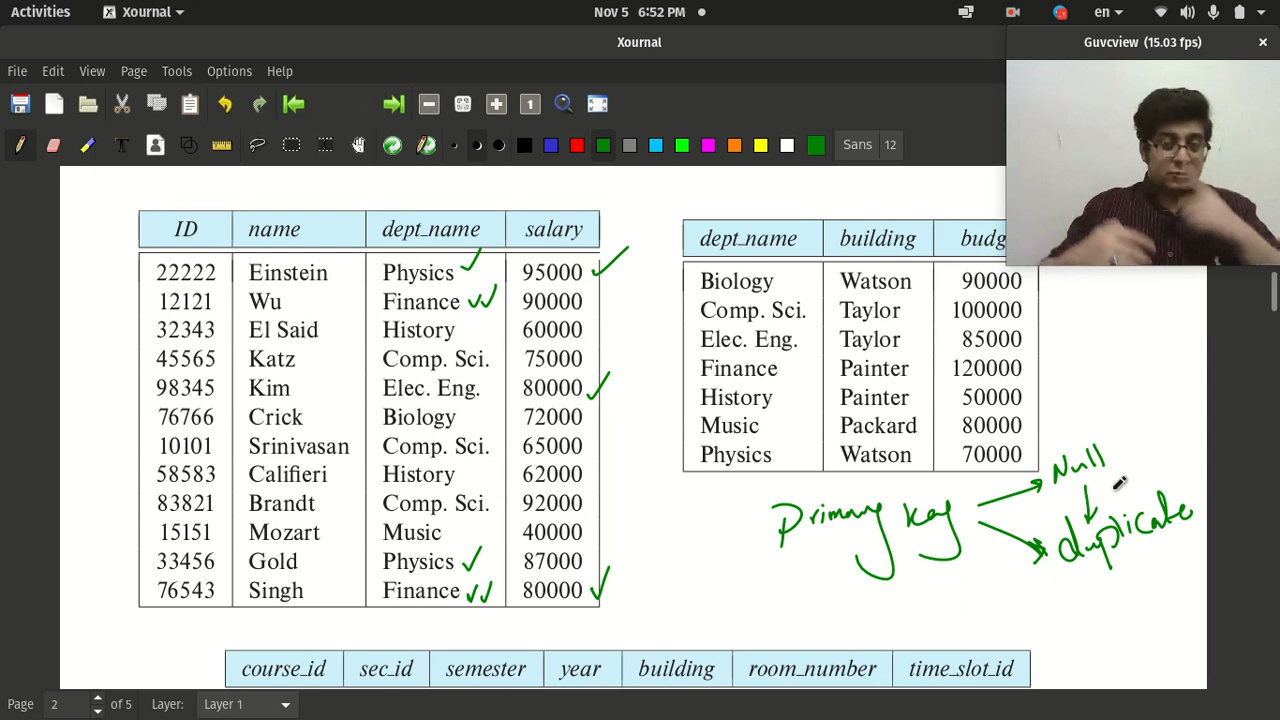 Activities Xournal Nov 5 6:52 PM en
Xournal
Guvcview (15.03 fps)
File Edit View Page Tools Options Help
1
Sans 12
ID name dept_name salary
22222 Einstein Physics 95000
12121 Wu Finance 90000
32343 El Said History 60000
45565 Katz Comp. Sci. 75000
98345 Kim Elec. Eng. 80000
76766 Crick Biology 72000
10101 Srinivasan Comp. Sci. 65000
58583 Califieri History 62000
83821 Brandt Comp. Sci. 92000
15151 Mozart Music 40000
33456 Gold Physics 87000
76543 Singh Finance 80000
dept_name building budg
Biology Watson 90000
Comp. Sci. Taylor 100000
Elec. Eng. Taylor 85000
Finance Painter 120000
History Painter 50000
Music Packard 80000
Physics Watson 70000
Primary key
Null
duplicate
course_id sec_id semester year building room_number time_slot_id
Page 2 of 5 Layer: Layer 1